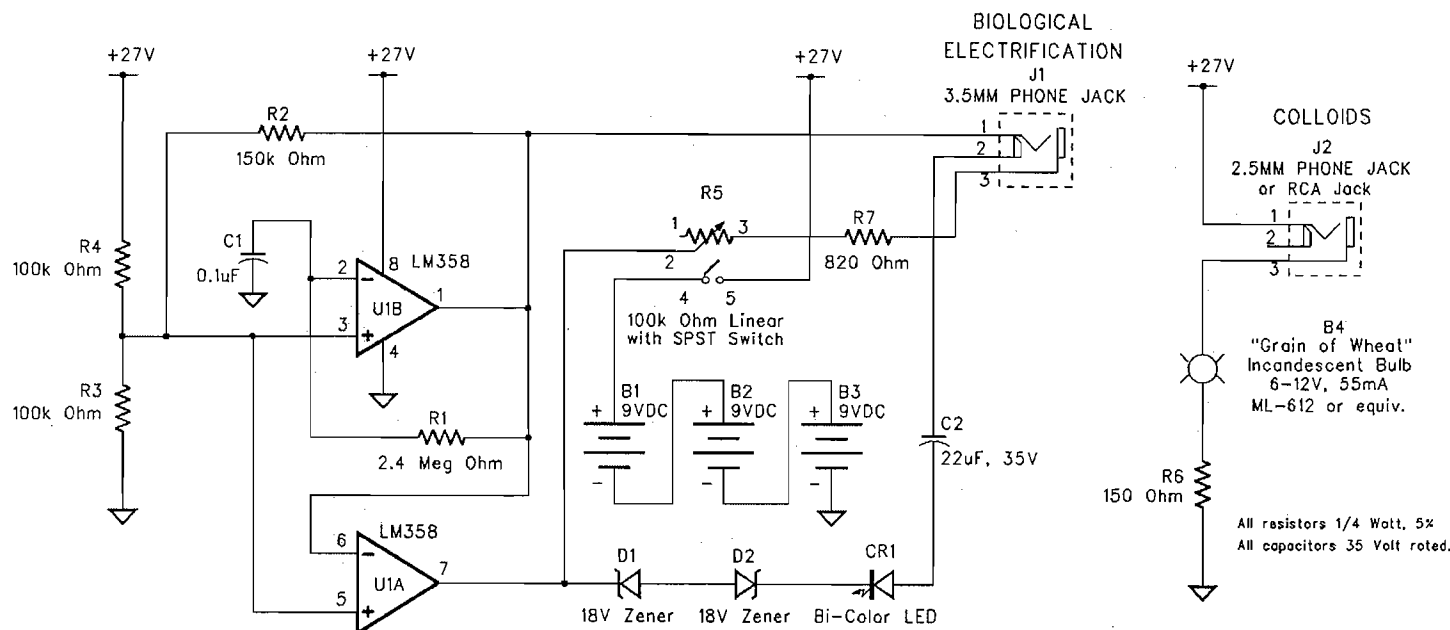 BIOLOGICAL
ELECTRIFICATION
J1
3.5MM PHONE JACK
+27V
+27V
+27V
+27V
COLLOIDS
J2
2.5MM PHONE JACK
or RCA Jack
R2
150k Ohm
1
2
3
1
2
3
R5
1
3
2
4
5
100k Ohm Linear
with SPST Switch
R7
820 Ohm
R4
100k Ohm
C1
0.1uF
2
8
LM358
U1B
1
3
4
R3
100k Ohm
R1
2.4 Meg Ohm
B1
+
9VDC
-
B2
+
9VDC
-
B3
+
9VDC
-
C2
22uF, 35V
B4
"Grain of Wheat"
Incandescent Bulb
6-12V, 55mA
ML-612 or equiv.
R6
150 Ohm
All resistors 1/4 Watt, 5%
All capacitors 35 Volt rated.
LM358
6
7
U1A
5
D1
18V Zener
D2
18V Zener
CR1
Bi-Color LED